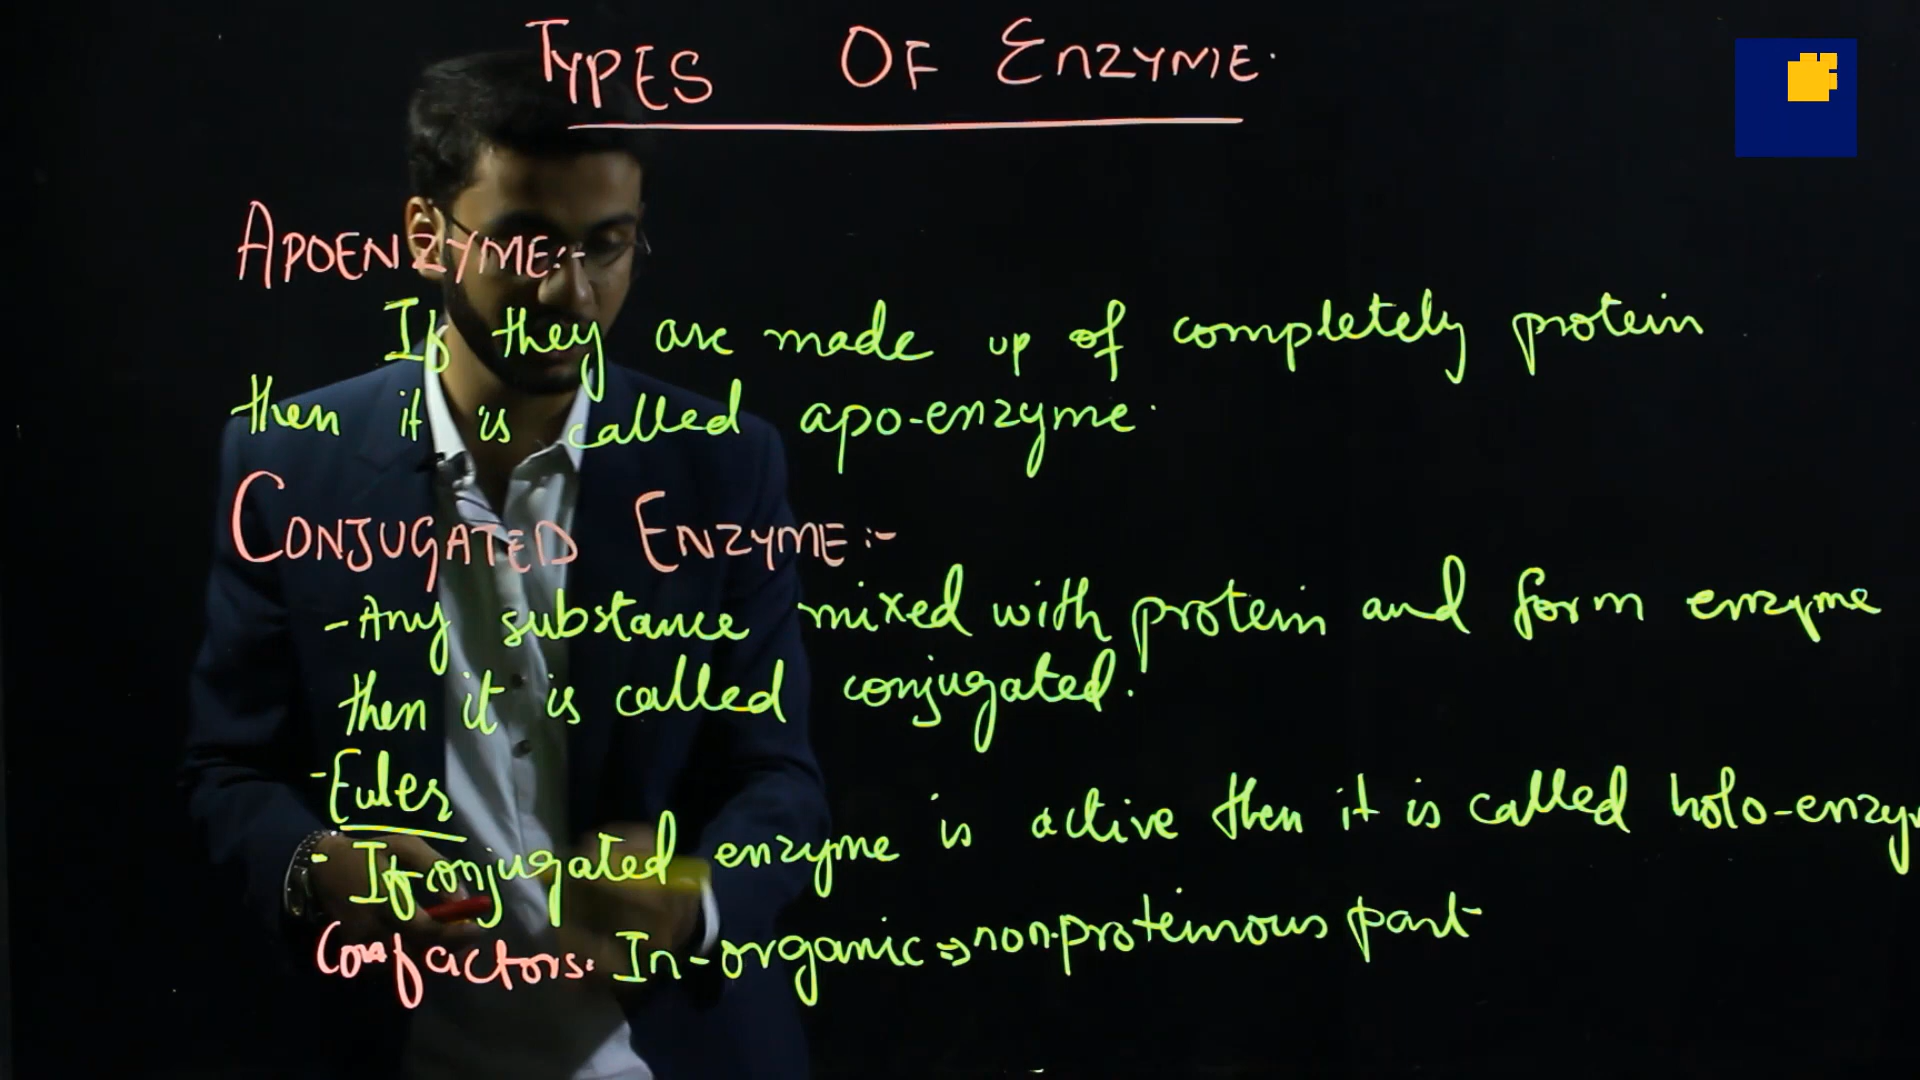 TYPES OF ENZYME.
APOENZYME:-
If they are made up of completely protein
then it is called apo-enzyme.
CONJUGATED ENZYME:-
- Any substance mixed with protein and form enzyme
then it is called conjugated.
- Euler
- If conjugated enzyme is active then it is called holo-enzy
Co-factors: In-organic => non-proteinous part